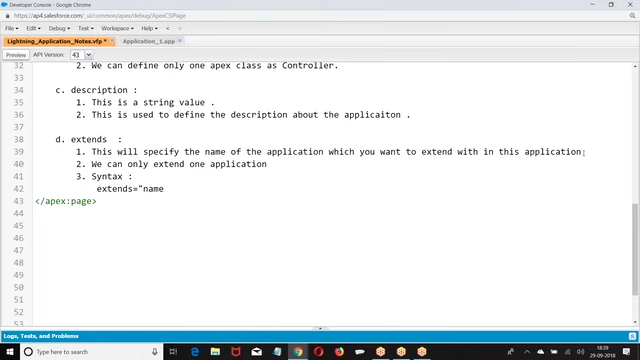 Developer Console - Google Chrome
https://ap4.salesforce.com/_ui/common/apex/debug/ApexCSIPage
File Edit Debug Test Workspace Help < >
Lightning_Application_Notes.vfp * Application_1.app
Preview API Version: 43
32 2. We can define only one apex class as Controller.
33
34 c. description :
35 1. This is a string value .
36 2. This is used to define the description about the applicaiton .
37
38 d. extends :
39 1. This will specify the name of the application which you want to extend with in this application
40 2. We can only extend one application
41 3. Syntax :
42 extends="name
43 </apex:page>
44
45
46
47
48
49
50
51
52
53
Logs, Tests, and Problems
Type here to search
18:39
29-09-2018